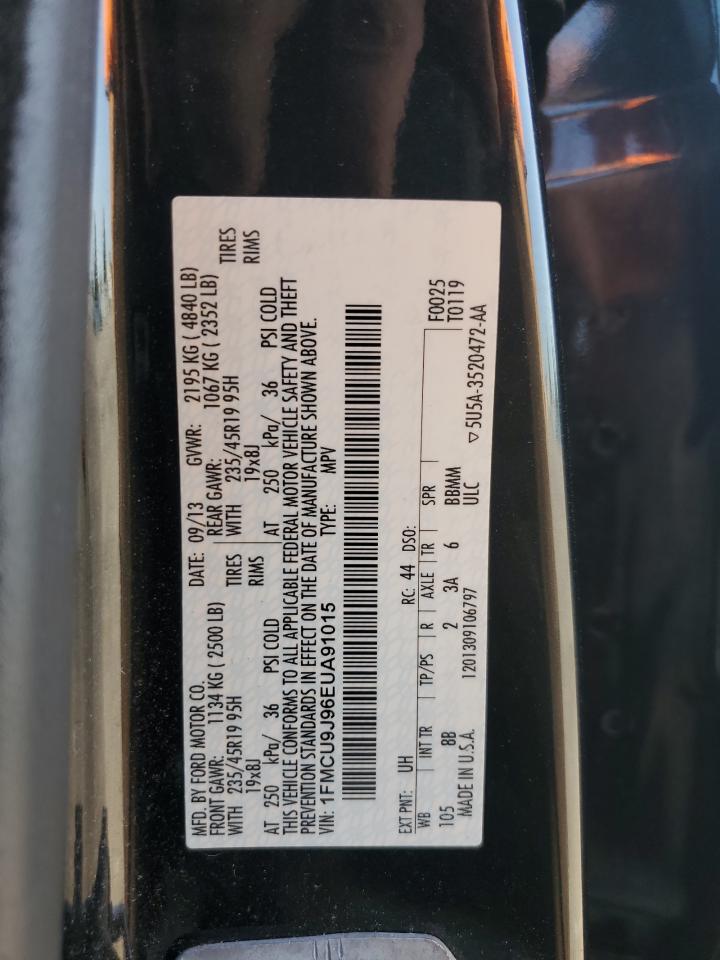 MFD. BY FORD MOTOR CO.
DATE: 09/13 GVWR: 2195 KG ( 4840 LB)
FRONT GAWR: 1134 KG ( 2500 LB)
REAR GAWR: 1067 KG ( 2352 LB)
WITH 235/45R19 95H TIRES
WITH 235/45R19 95H TIRES
19x8J RIMS
19x8J RIMS
AT 250 kPa/ 36 PSI COLD
AT 250 kPa/ 36 PSI COLD
THIS VEHICLE CONFORMS TO ALL APPLICABLE FEDERAL MOTOR VEHICLE SAFETY AND THEFT
PREVENTION STANDARDS IN EFFECT ON THE DATE OF MANUFACTURE SHOWN ABOVE.
VIN: 1FMCU9J96EUA91015 TYPE: MPV
EXT PNT: UH RC: 44 DSO: F0025
T0119
WB INT TR TP/PS R AXLE TR SPR
105 8B 2 3A 6 BBMM
ULC
MADE IN U.S.A. 1201309106797 ▽5U5A-3520472-AA